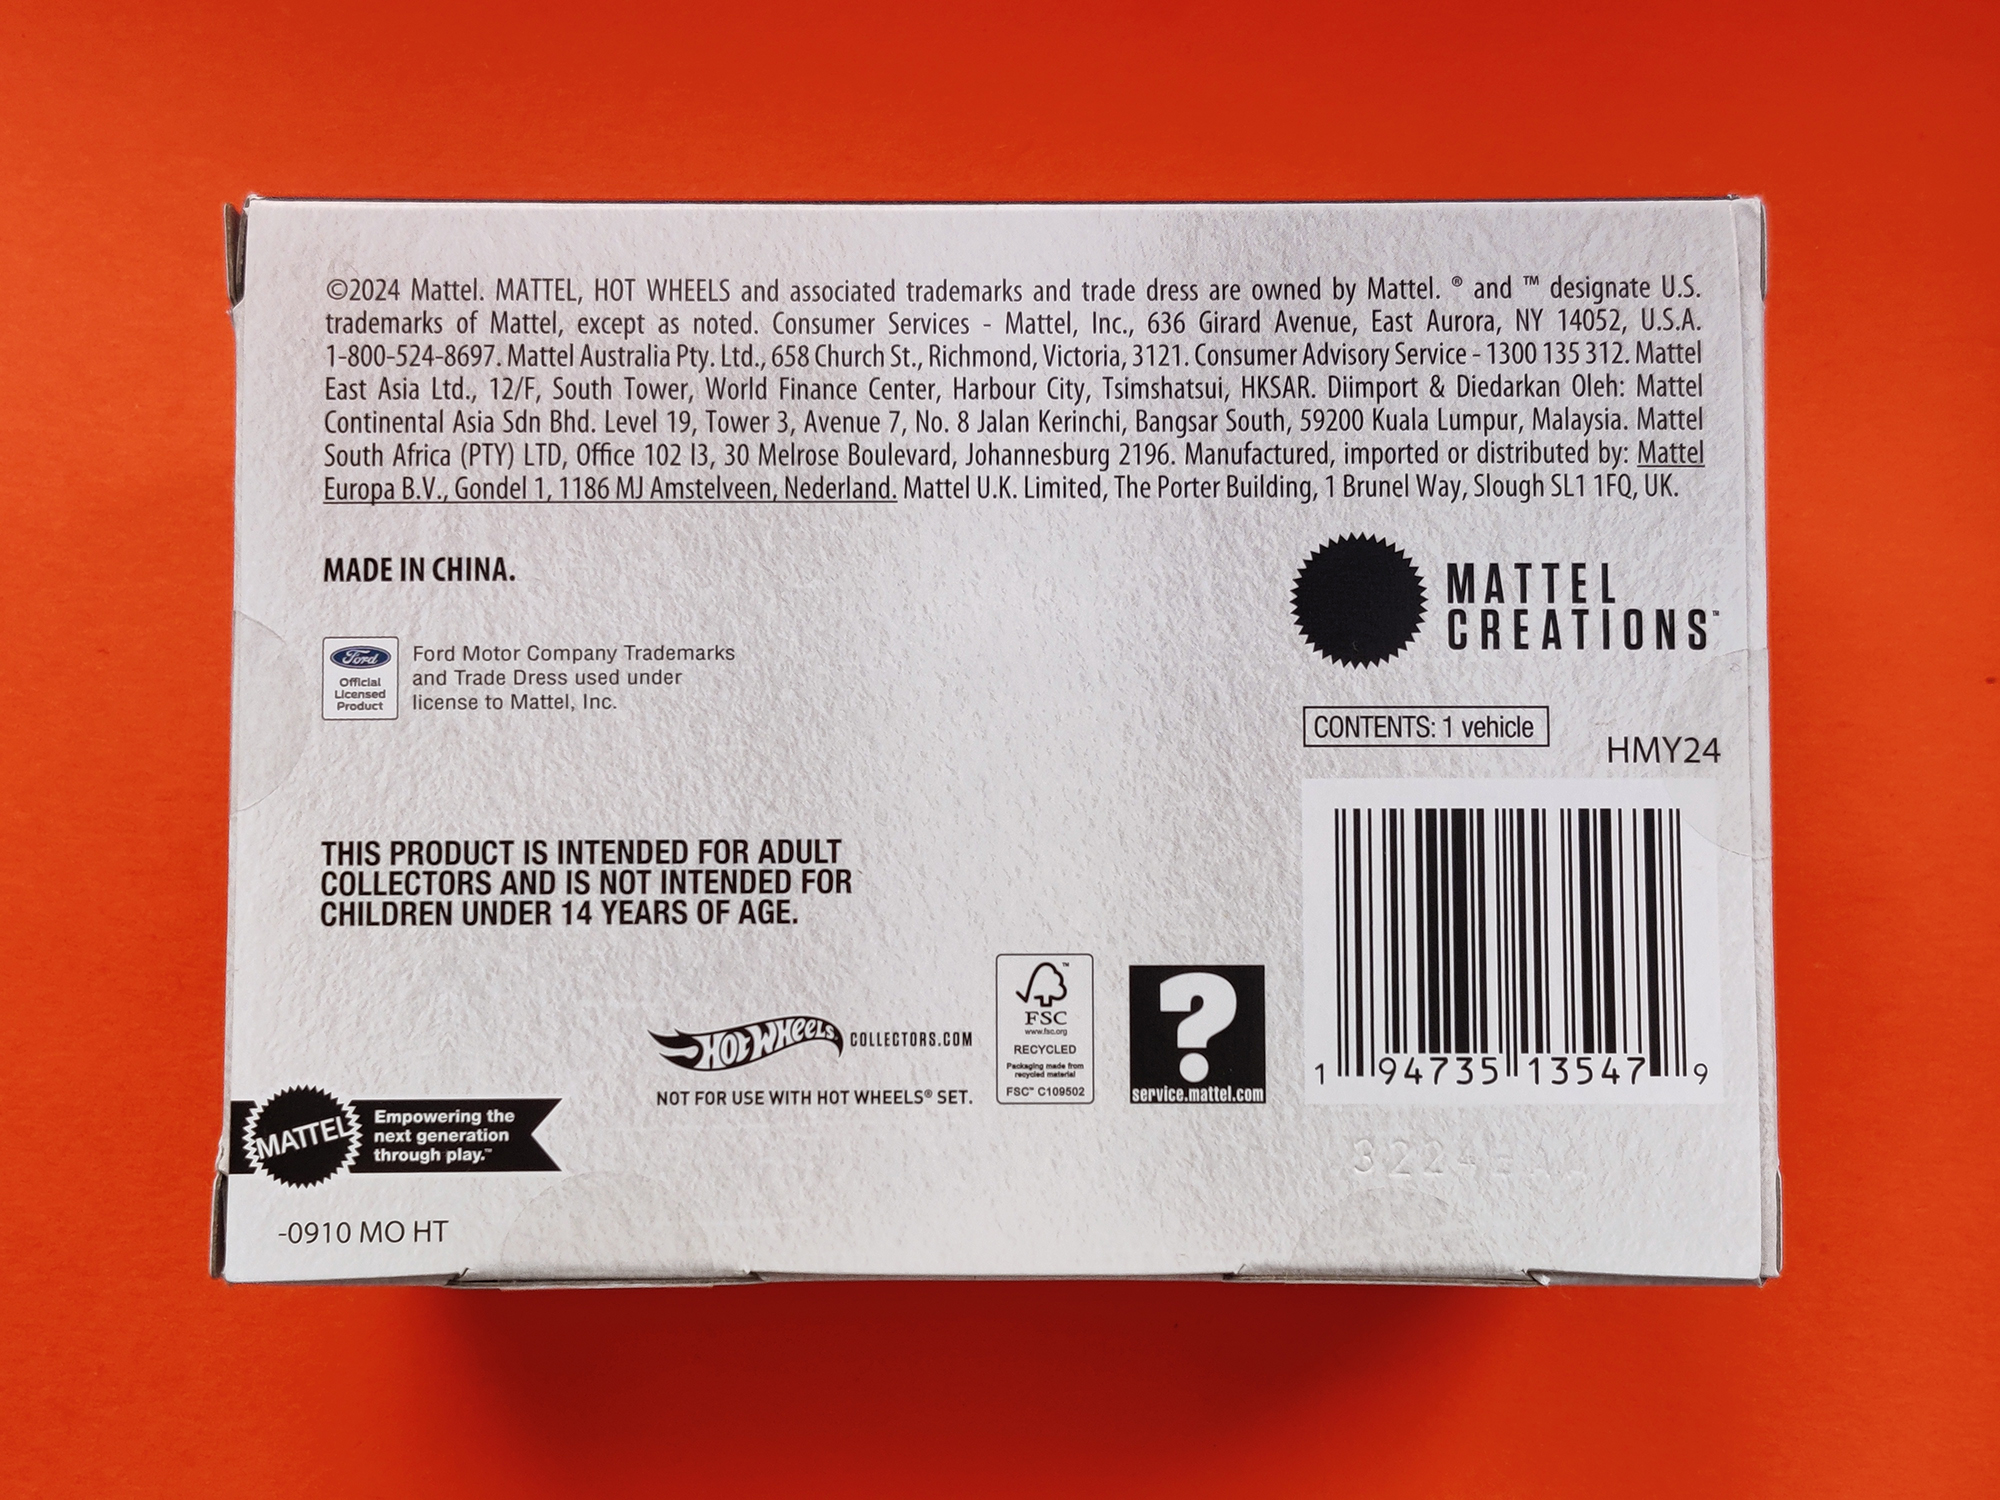 ©2024 Mattel. MATTEL, HOT WHEELS and associated trademarks and trade dress are owned by Mattel. ® and ™ designate U.S.
trademarks of Mattel, except as noted. Consumer Services - Mattel, Inc., 636 Girard Avenue, East Aurora, NY 14052, U.S.A.
1-800-524-8697. Mattel Australia Pty. Ltd., 658 Church St., Richmond, Victoria, 3121. Consumer Advisory Service - 1300 135 312. Mattel
East Asia Ltd., 12/F, South Tower, World Finance Center, Harbour City, Tsimshatsui, HKSAR. Diimport & Diedarkan Oleh: Mattel
Continental Asia Sdn Bhd. Level 19, Tower 3, Avenue 7, No. 8 Jalan Kerinchi, Bangsar South, 59200 Kuala Lumpur, Malaysia. Mattel
South Africa (PTY) LTD, Office 102 I3, 30 Melrose Boulevard, Johannesburg 2196. Manufactured, imported or distributed by: Mattel
Europa B.V., Gondel 1, 1186 MJ Amstelveen, Nederland. Mattel U.K. Limited, The Porter Building, 1 Brunel Way, Slough SL1 1FQ, UK.
MADE IN CHINA.
MATTEL
CREATIONS™
Ford
Official
Licensed
Product
Ford Motor Company Trademarks
and Trade Dress used under
license to Mattel, Inc.
CONTENTS: 1 vehicle
HMY24
THIS PRODUCT IS INTENDED FOR ADULT
COLLECTORS AND IS NOT INTENDED FOR
CHILDREN UNDER 14 YEARS OF AGE.
HOT WHEELS COLLECTORS.COM
NOT FOR USE WITH HOT WHEELS® SET.
FSC
www.fsc.org
RECYCLED
Packaging made from
recycled material
FSC™ C109502
?
service.mattel.com
1 94735 13547 9
MATTEL
Empowering the
next generation
through play.™
-0910 MO HT